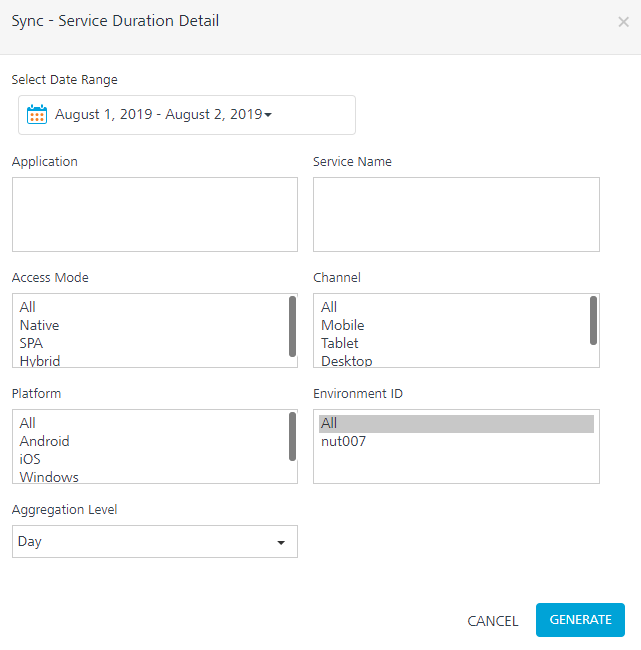 Sync - Service Duration Detail
Select Date Range
August 1, 2019 - August 2, 2019
Application
Service Name
Access Mode
All
Native
SPA
Hybrid
Channel
All
Mobile
Tablet
Desktop
Platform
All
Android
iOS
Windows
Environment ID
All
nut007
Aggregation Level
Day
CANCEL
GENERATE